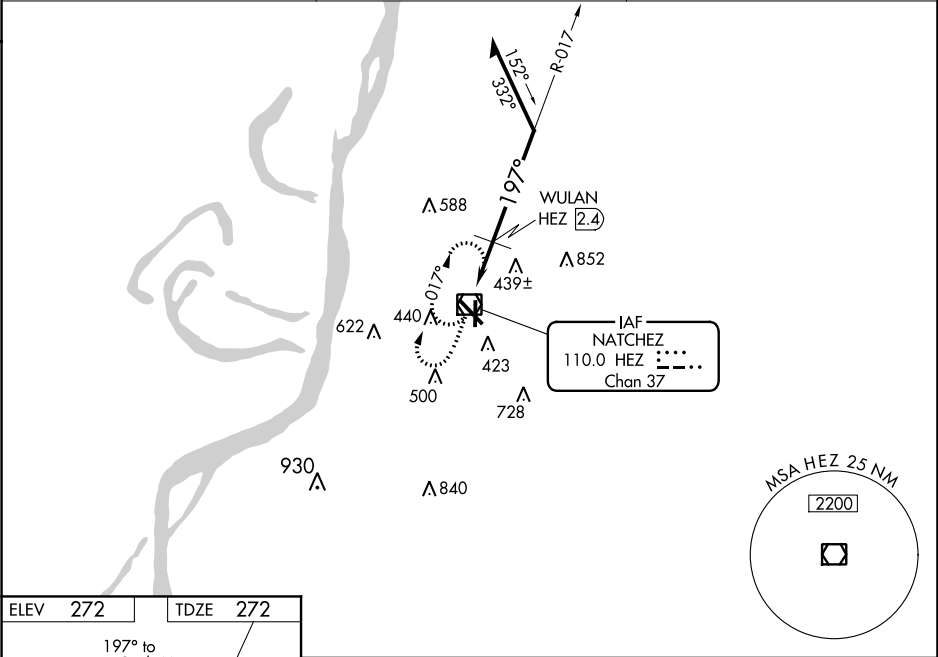 R-017
152°
332°
197°
WULAN
HEZ 2.4
588
852
439±
017°
440
622
IAF
NATCHEZ
110.0 HEZ
Chan 37
423
500
728
930
840
MSA HEZ 25 NM
2200
ELEV 272
TDZE 272
197° to